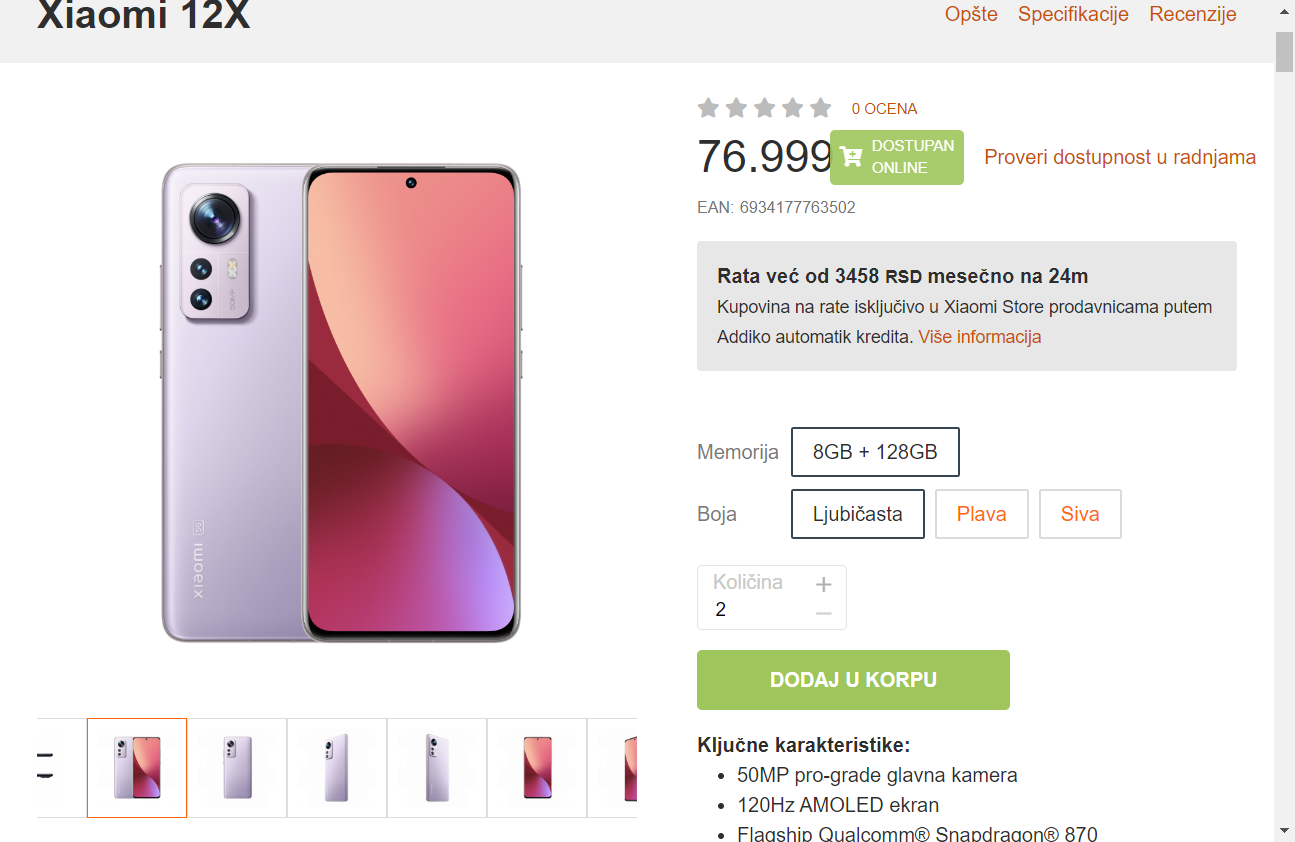 Xiaomi 12X
Opšte Specifikacije Recenzije
0 OCENA
76.999
DOSTUPAN
ONLINE
Proveri dostupnost u radnjama
EAN: 6934177763502
Rata već od 3458 RSD mesečno na 24m
Kupovina na rate isključivo u Xiaomi Store prodavnicama putem
Addiko automatik kredita. Više informacija
Memorija 8GB + 128GB
Boja Ljubičasta Plava Siva
Količina
2
DODAJ U KORPU
Ključne karakteristike:
50MP pro-grade glavna kamera
120Hz AMOLED ekran
Flagship Qualcomm® Snapdragon® 870
50MP
xiaomi 5G